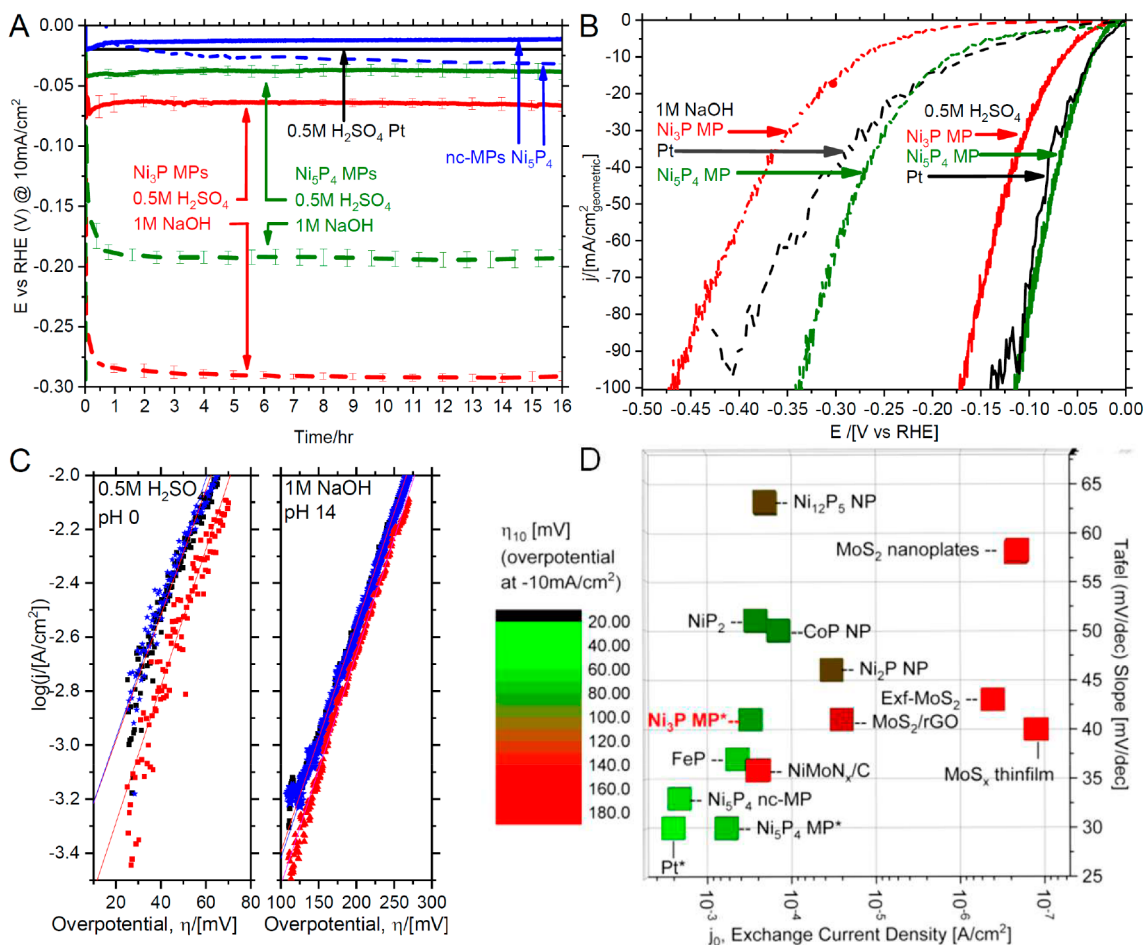 A
0.00
-0.05
-0.10
-0.15
-0.20
-0.25
-0.30
E vs RHE (V) @ 10mA/cm²
0.5M H₂SO₄ Pt
nc-MPs Ni₅P₄
Ni₃P MPs
0.5M H₂SO₄
1M NaOH
Ni₅P₄ MPs
0.5M H₂SO₄
1M NaOH
0 1 2 3 4 5 6 7 8 9 10 11 12 13 14 15 16
Time/hr
B
0
-10
-20
-30
-40
-50
-60
-70
-80
-90
-100
j/[mA/cm²geometric]
1M NaOH
Ni₃P MP
Pt
Ni₅P₄ MP
0.5M H₂SO₄
Ni₃P MP
Ni₅P₄ MP
Pt
-0.50 -0.45 -0.40 -0.35 -0.30 -0.25 -0.20 -0.15 -0.10 -0.05 0.00
E /[V vs RHE]
C
-2.0
-2.2
-2.4
-2.6
-2.8
-3.0
-3.2
-3.4
log(j/[A/cm²])
0.5M H₂SO
pH 0
1M NaOH
pH 14
20 40 60 80
100 150 200 250 300
Overpotential, η/[mV]
Overpotential, η/[mV]
D
η₁₀ [mV]
(overpotential
at -10mA/cm²)
20.00
40.00
60.00
80.00
100.0
120.0
140.0
160.0
180.0
Ni₁₂P₅ NP
MoS₂ nanoplates
NiP₂
CoP NP
Ni₂P NP
Exf-MoS₂
Ni₃P MP*
MoS₂/rGO
MoSₓ thinfilm
FeP
NiMoNₓ/C
Ni₅P₄ nc-MP
Ni₅P₄ MP*
Pt*
65
60
55
50
45
40
35
30
25
Tafel (mV/dec) Slope [mV/dec]
10⁻³ 10⁻⁴ 10⁻⁵ 10⁻⁶ 10⁻⁷
j₀, Exchange Current Density [A/cm²]